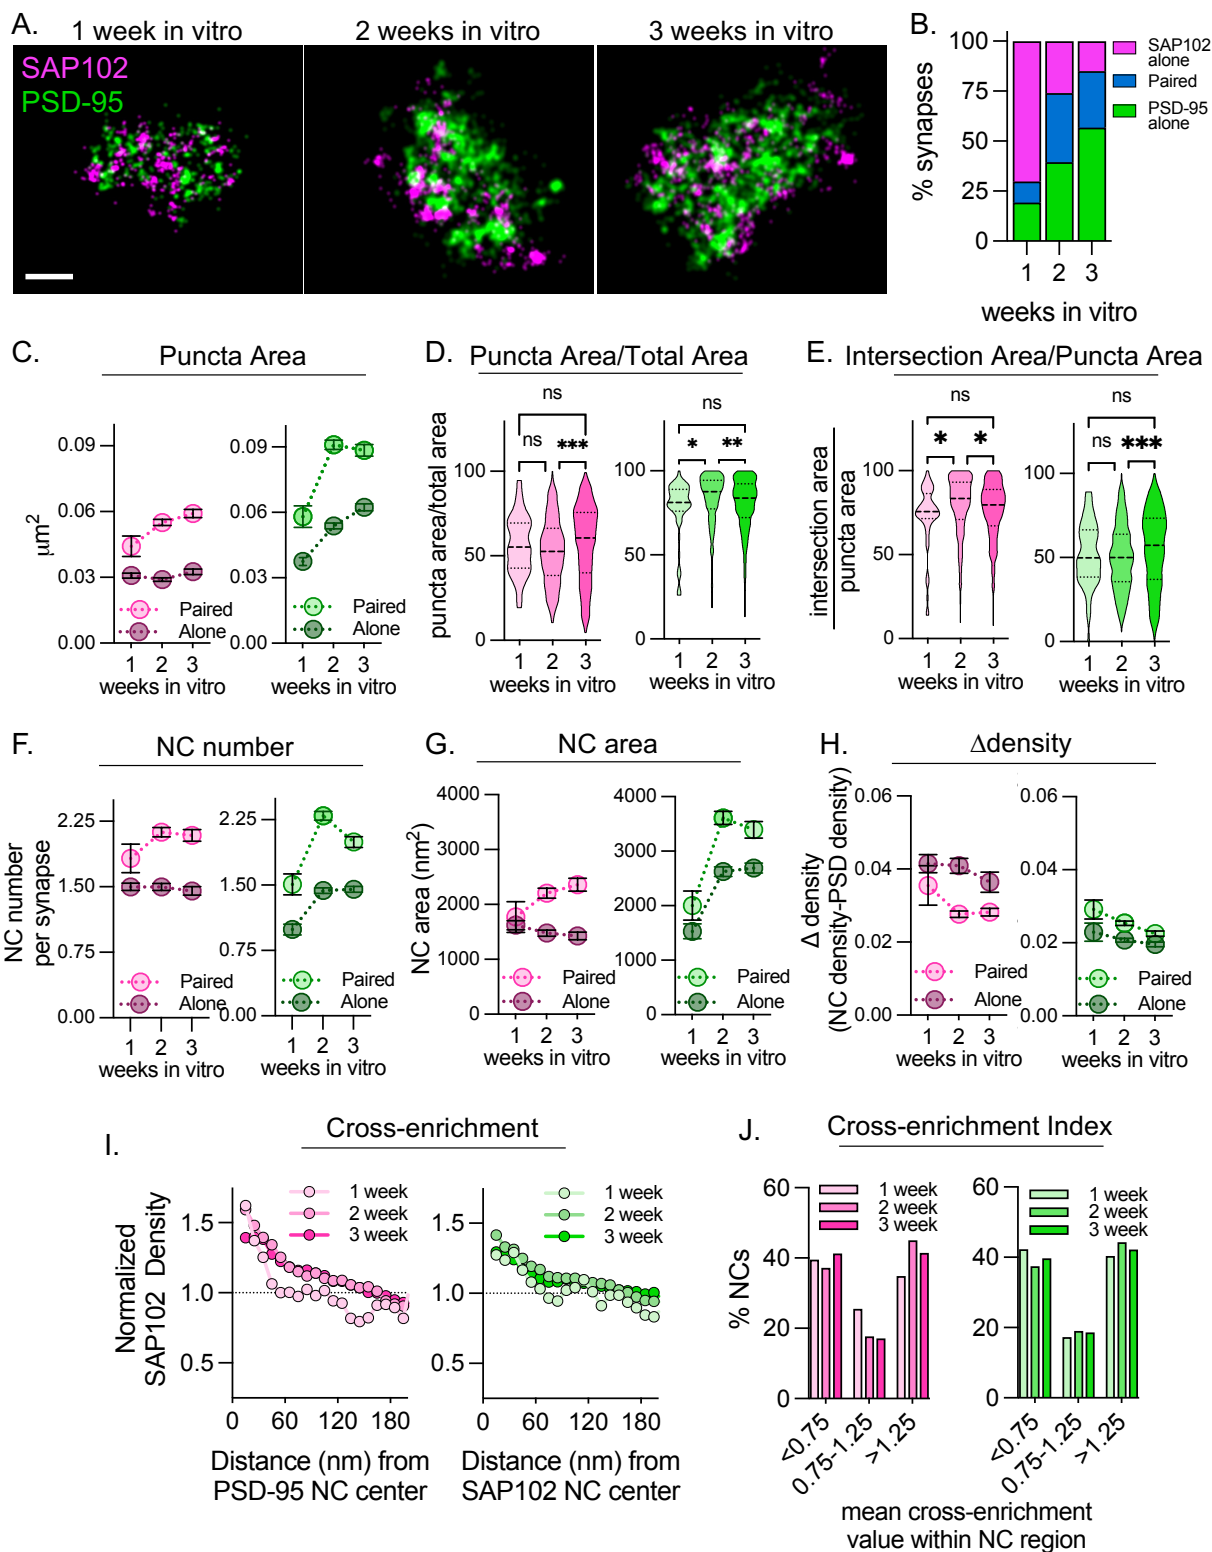 A.
1 week in vitro
2 weeks in vitro
3 weeks in vitro
SAP102
PSD-95
B.
% synapses
100
75
50
25
0
1 2 3
weeks in vitro
SAP102
alone
Paired
PSD-95
alone
C.
Puncta Area
μm2
0.09
0.06
0.03
0.00
Paired
Alone
1 2 3
weeks in vitro
0.09
0.06
0.03
0.00
Paired
Alone
1 2 3
weeks in vitro
D.
Puncta Area/Total Area
puncta area/total area
ns
ns
***
100
50
0
1 2 3
weeks in vitro
ns
*
**
100
50
0
1 2 3
weeks in vitro
E.
Intersection Area/Puncta Area
intersection area
puncta area
ns
*
*
100
50
0
1 2 3
weeks in vitro
ns
ns
***
100
50
0
1 2 3
weeks in vitro
F.
NC number
NC number
per synapse
2.25
1.50
0.75
0.00
Paired
Alone
1 2 3
weeks in vitro
2.25
1.50
0.75
0.00
Paired
Alone
1 2 3
weeks in vitro
G.
NC area
NC area (nm2)
4000
3000
2000
1000
0
Paired
Alone
1 2 3
weeks in vitro
4000
3000
2000
1000
0
Paired
Alone
1 2 3
weeks in vitro
H.
Δdensity
Δ density
(NC density-PSD density)
0.06
0.04
0.02
0.00
Paired
Alone
1 2 3
weeks in vitro
0.06
0.04
0.02
0.00
Paired
Alone
1 2 3
weeks in vitro
I.
Cross-enrichment
Normalized
SAP102 Density
1.5
1.0
0.5
1 week
2 week
3 week
0 60 120 180
Distance (nm) from
PSD-95 NC center
1.5
1.0
0.5
1 week
2 week
3 week
0 60 120 180
Distance (nm) from
SAP102 NC center
J.
Cross-enrichment Index
% NCs
60
40
20
0
1 week
2 week
3 week
<0.75
0.75-1.25
>1.25
60
40
20
0
1 week
2 week
3 week
<0.75
0.75-1.25
>1.25
mean cross-enrichment
value within NC region